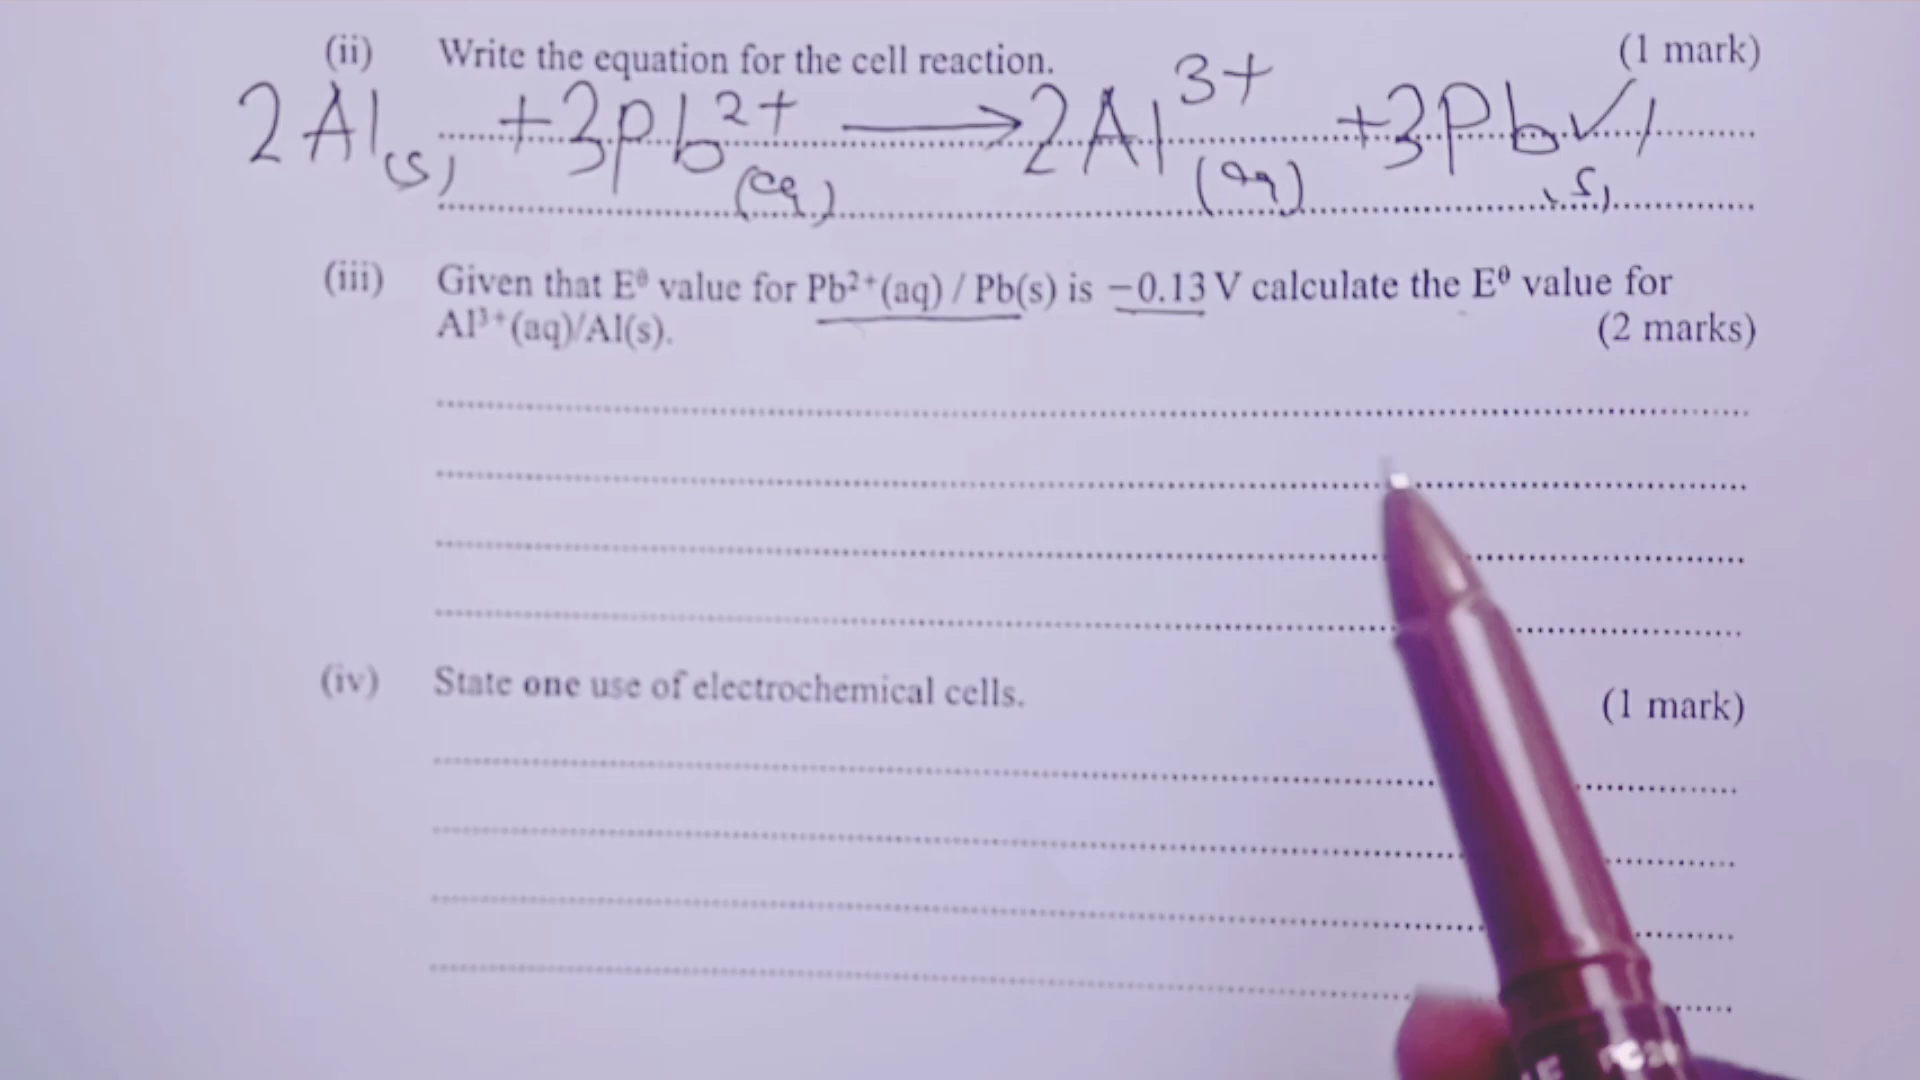 (ii) Write the equation for the cell reaction. (1 mark)
2Al(s) + 3Pb²⁺(aq) → 2Al³⁺(aq) + 3Pb(s) ✓1
(iii) Given that Eᶿ value for Pb²⁺(aq) / Pb(s) is −0.13 V calculate the Eᶿ value for
Al³⁺(aq)/Al(s). (2 marks)
(iv) State one use of electrochemical cells. (1 mark)